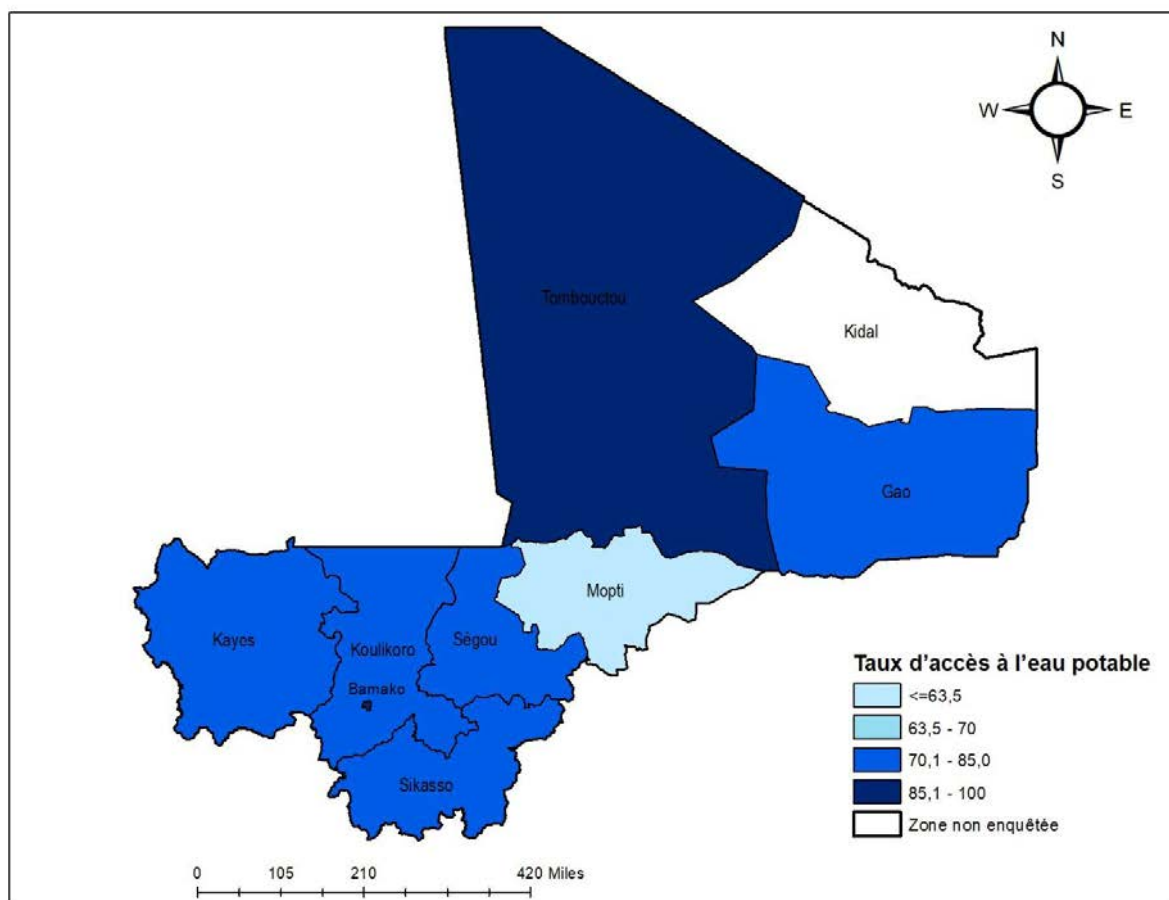 N
W E
S
Tombouctou
Kidal
Gao
Mopti
Kayes
Koulikoro
Ségou
Bamako
Sikasso
Taux d'accès à l'eau potable
<=63,5
63,5 - 70
70,1 - 85,0
85,1 - 100
Zone non enquêtée
0 105 210 420 Miles